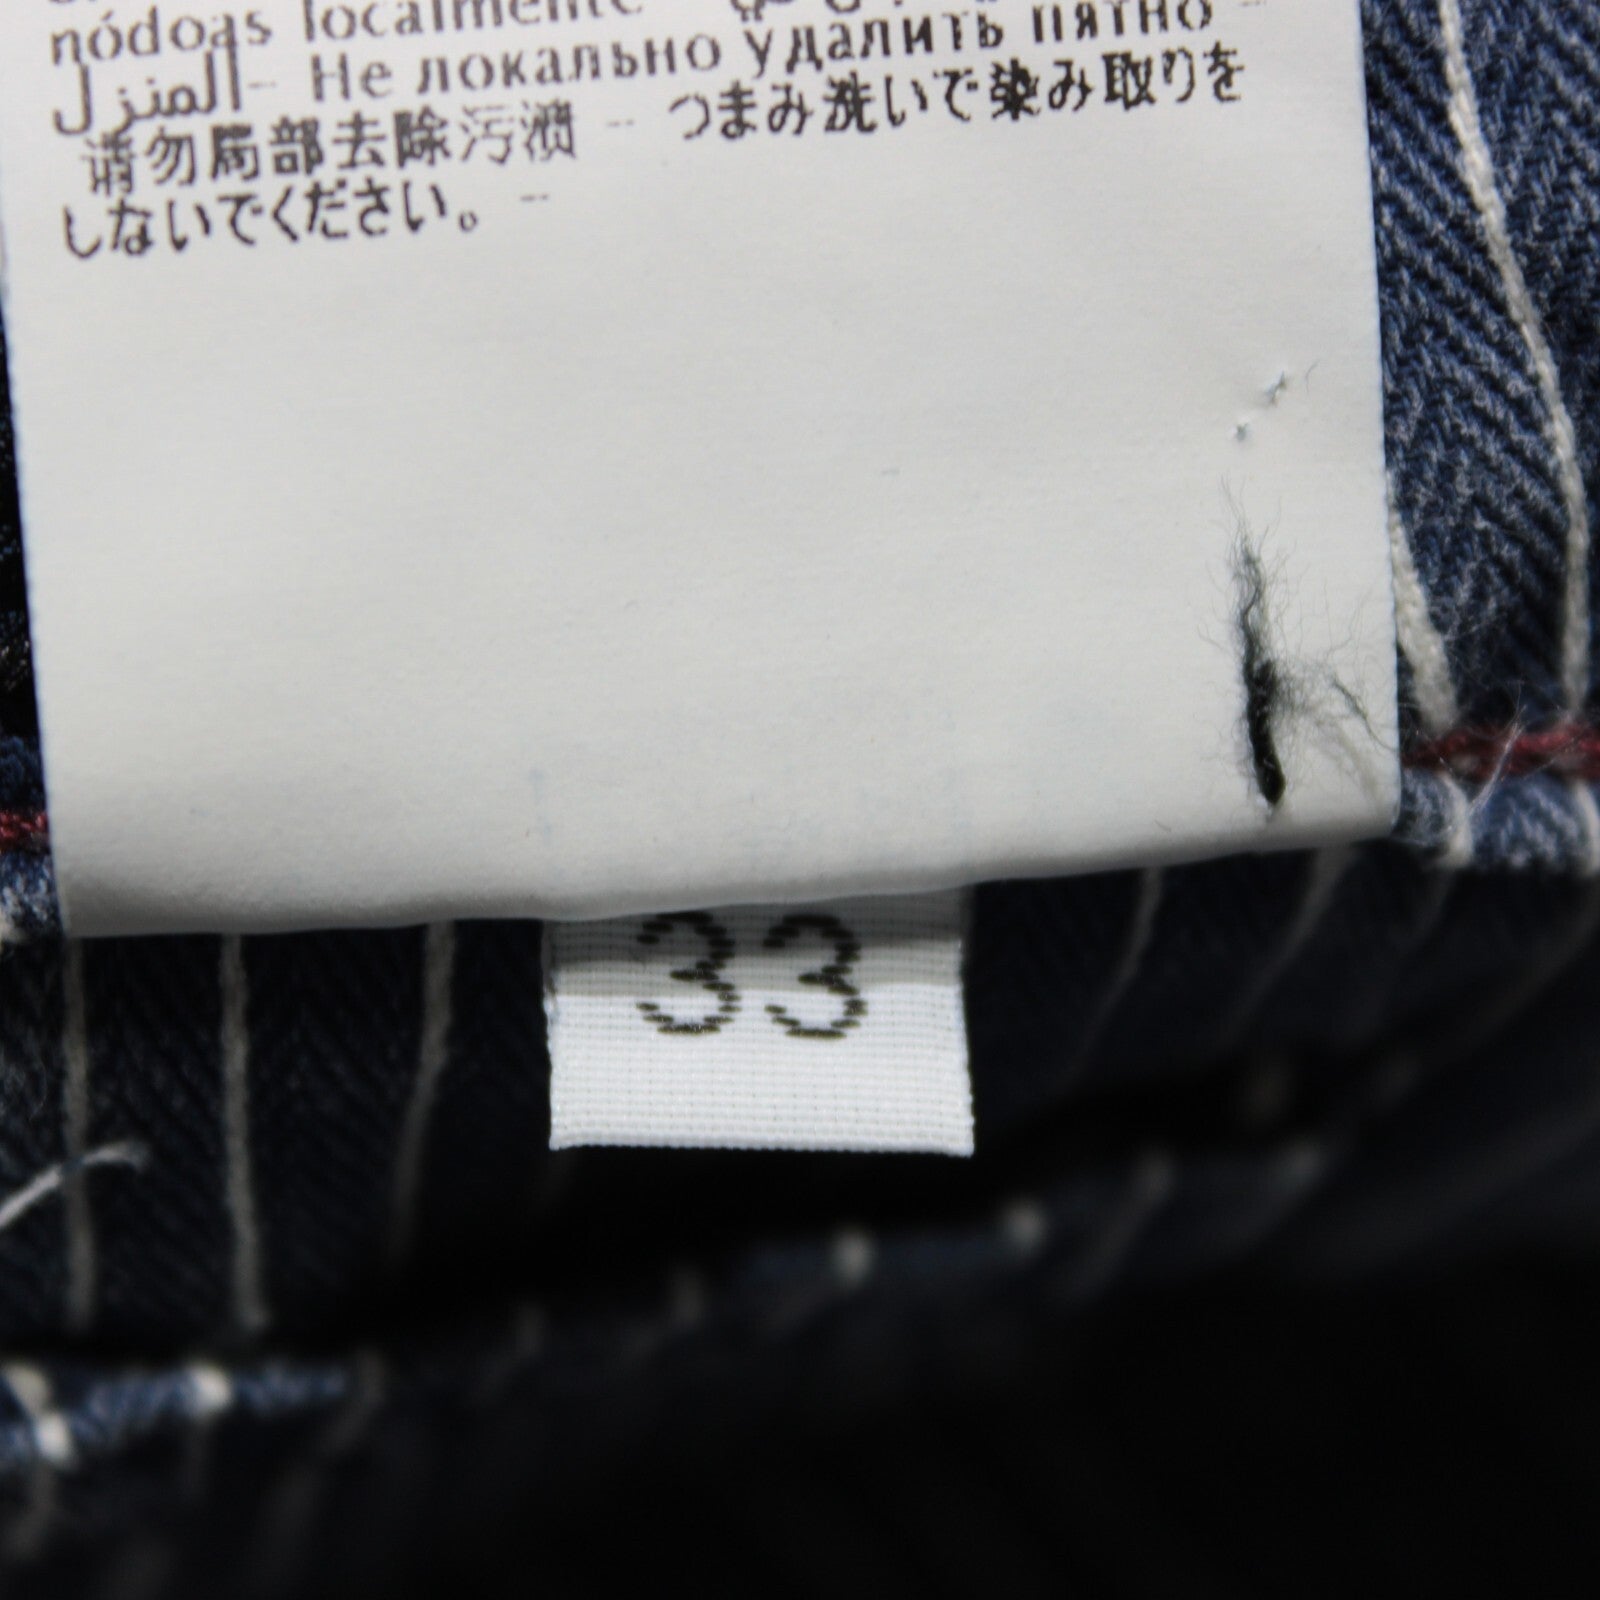 nódoas localmente -
المنزل - Не локально удалить пятно -
请勿局部去除污渍 -- つまみ洗いで染み取りを
しないでください。 --
33